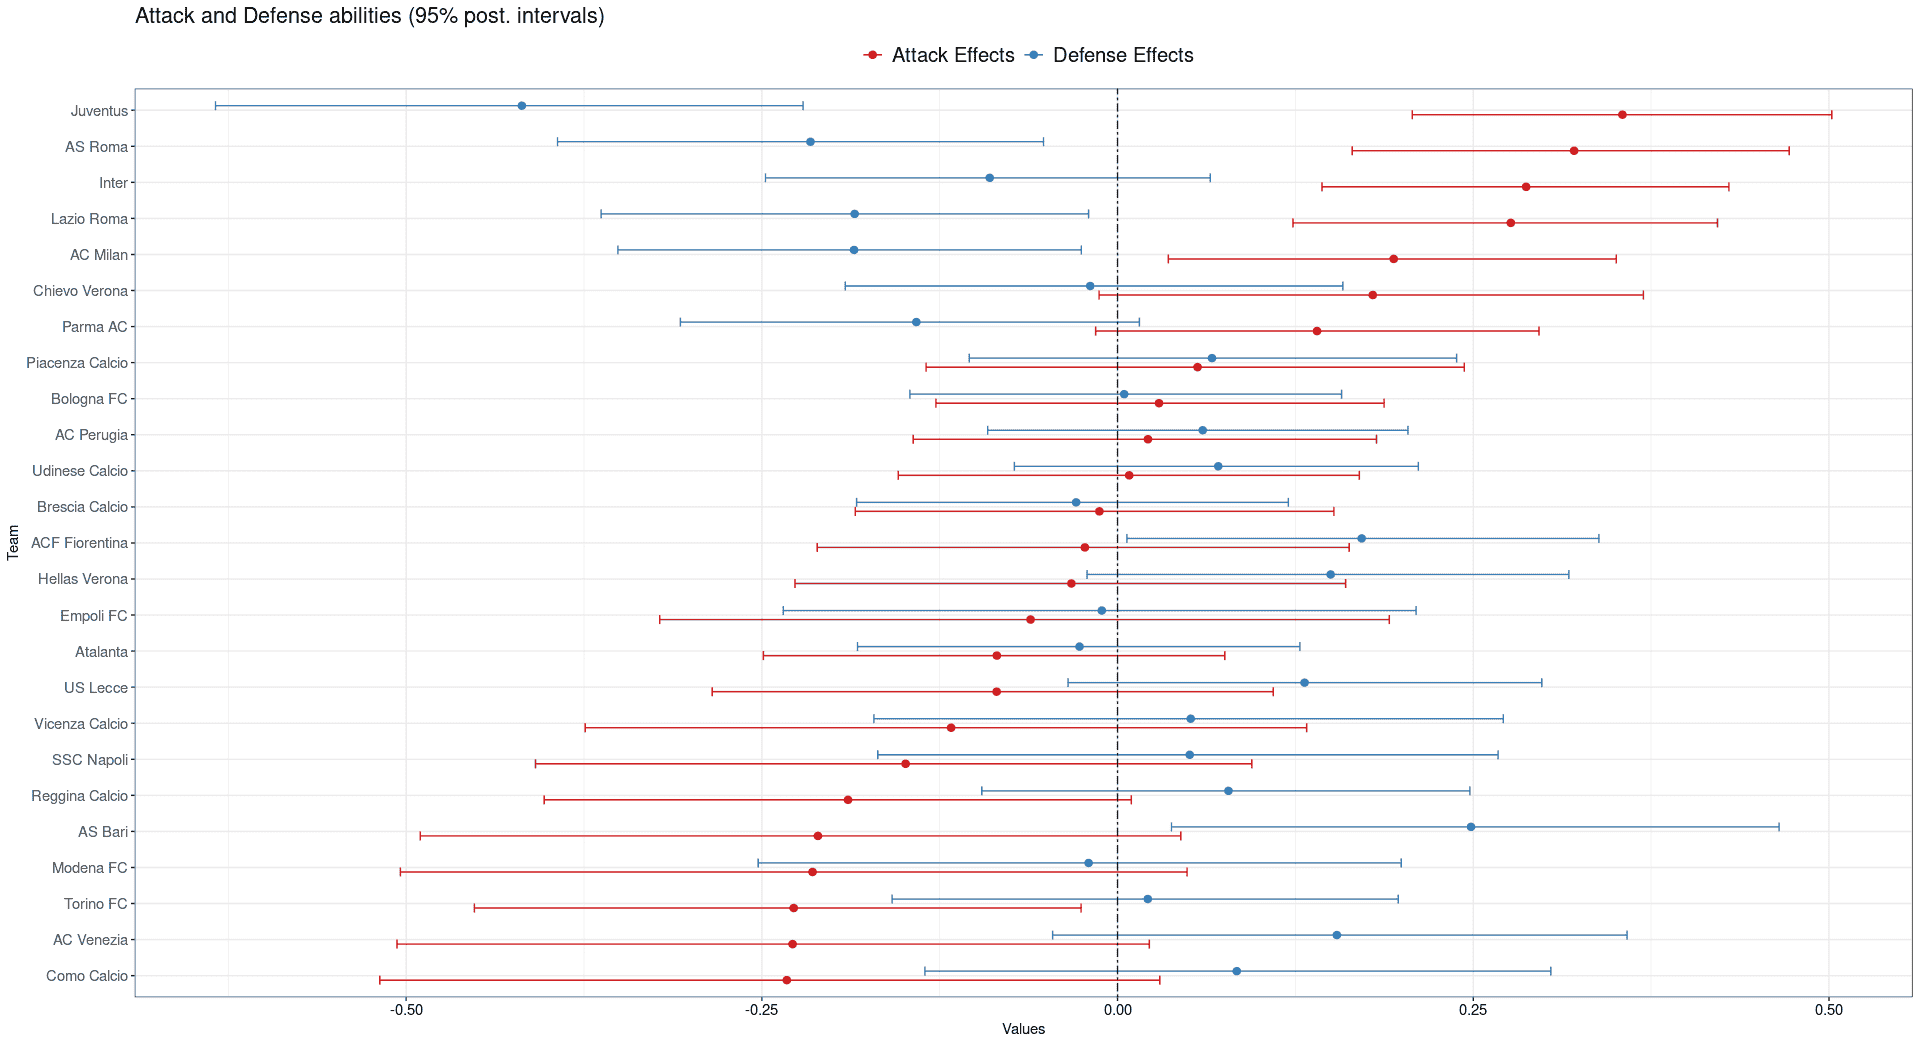 Attack and Defense abilities (95% post. intervals)
Attack Effects Defense Effects
Juventus
AS Roma
Inter
Lazio Roma
AC Milan
Chievo Verona
Parma AC
Piacenza Calcio
Bologna FC
AC Perugia
Udinese Calcio
Brescia Calcio
ACF Fiorentina
Hellas Verona
Empoli FC
Atalanta
US Lecce
Vicenza Calcio
SSC Napoli
Reggina Calcio
AS Bari
Modena FC
Torino FC
AC Venezia
Como Calcio
Team
-0.50 -0.25 0.00 0.25 0.50
Values